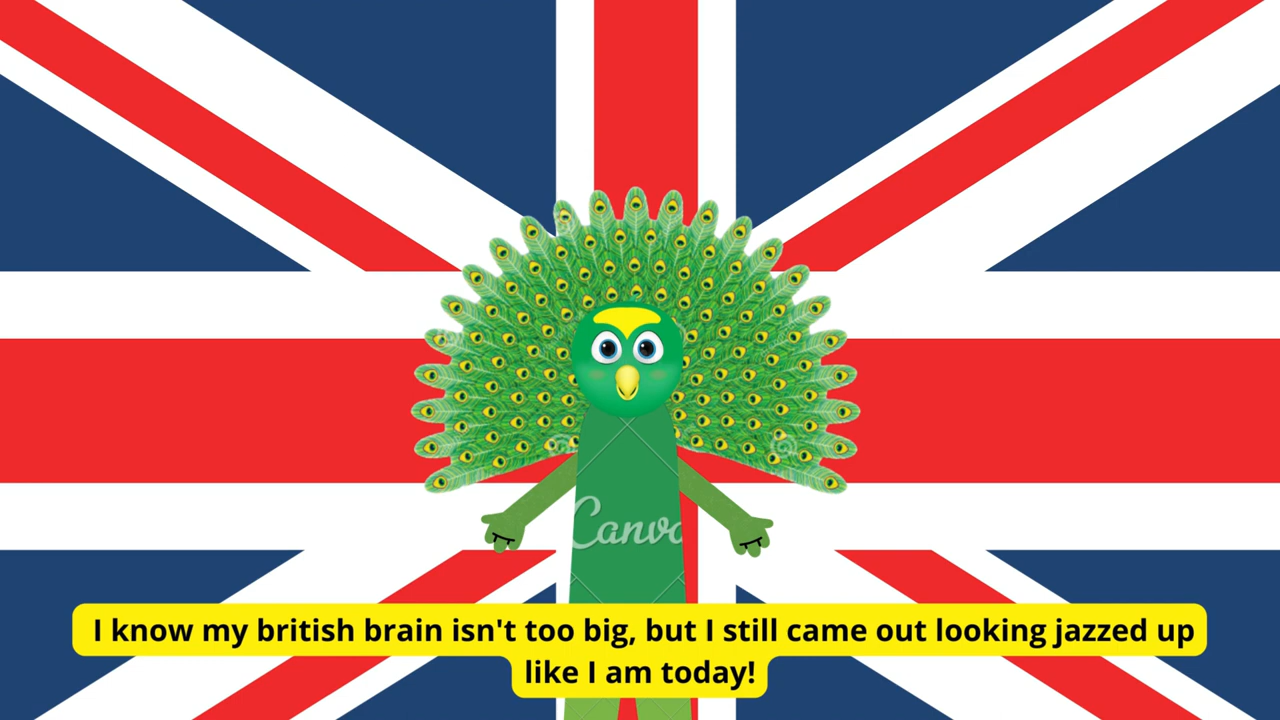 Canva
I know my british brain isn't too big, but I still came out looking jazzed up
like I am today!